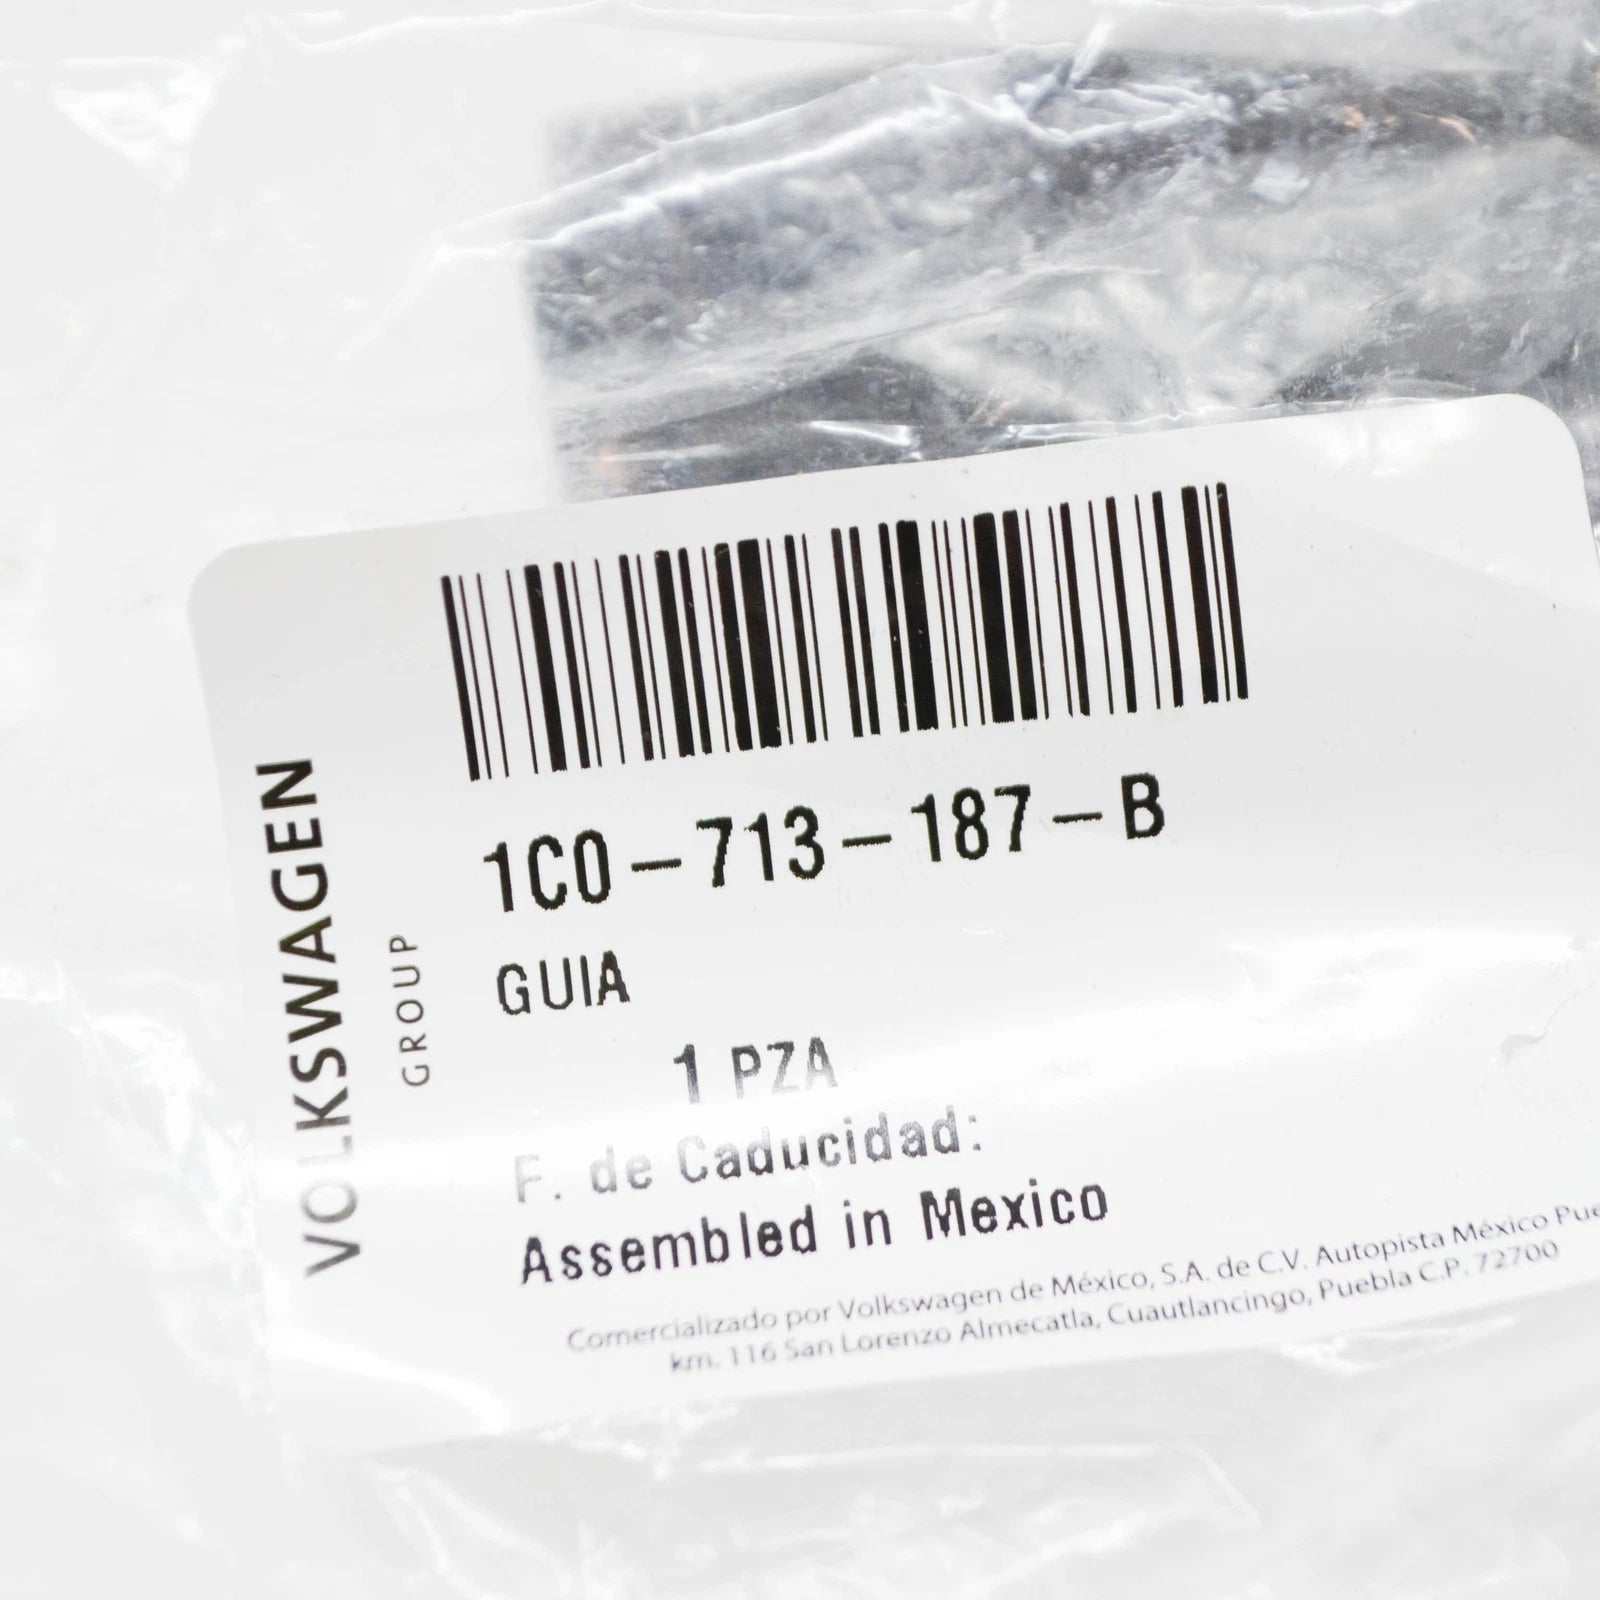 VOLKSWAGEN
GROUP
1C0-713-187-B
GUIA
1 PZA
F. de Caducidad:
Assembled in Mexico
Comercializado por Volkswagen de México, S.A. de C.V. Autopista México
km. 116 San Lorenzo Almecatla, Cuautlancingo, Puebla C.P. 72700